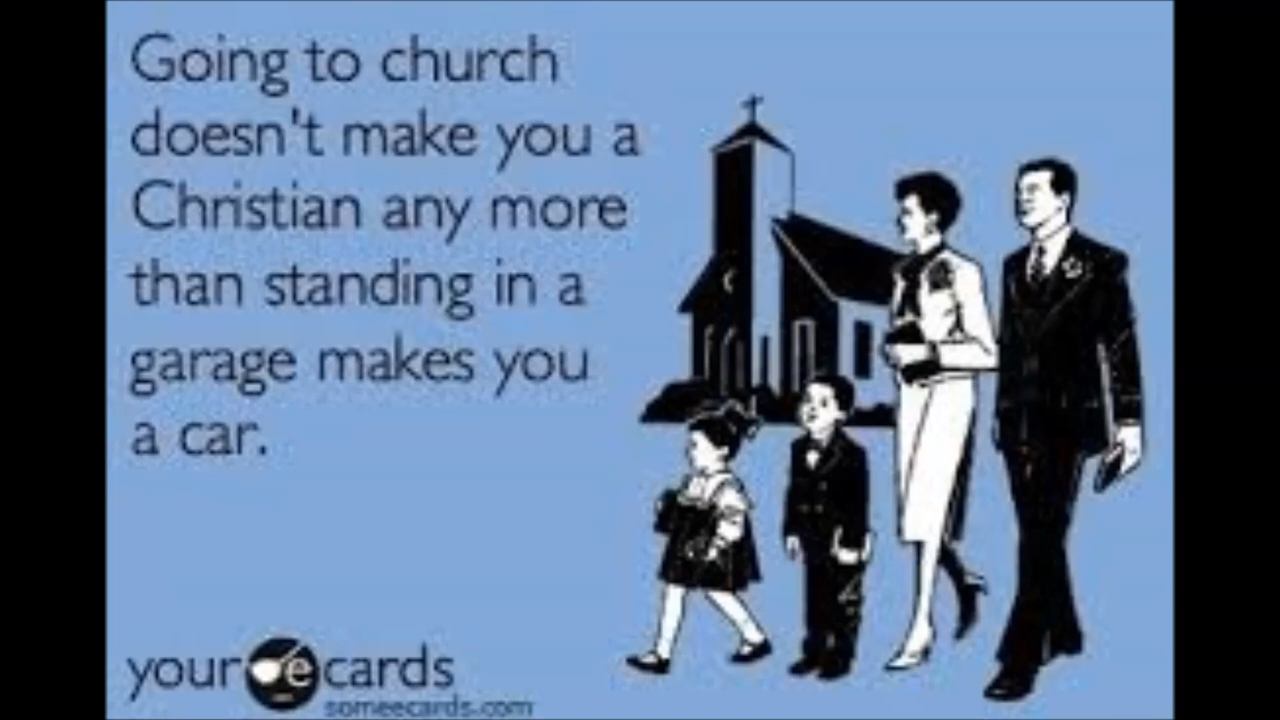 Going to church
doesn't make you a
Christian any more
than standing in a
garage makes you
a car.
your e cards
someecards.com